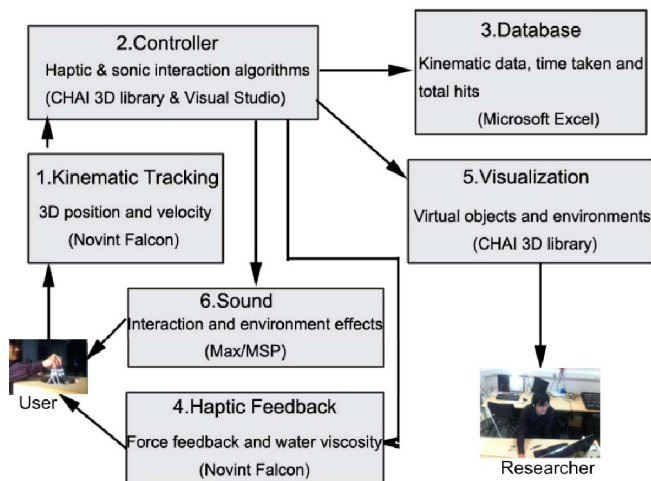 2.Controller
Haptic & sonic interaction algorithms
(CHAI 3D library & Visual Studio)
3.Database
Kinematic data, time taken and
total hits
(Microsoft Excel)
1.Kinematic Tracking
3D position and velocity
(Novint Falcon)
5.Visualization
Virtual objects and environments
(CHAI 3D library)
6.Sound
Interaction and environment effects
(Max/MSP)
User
4.Haptic Feedback
Force feedback and water viscosity
(Novint Falcon)
Researcher